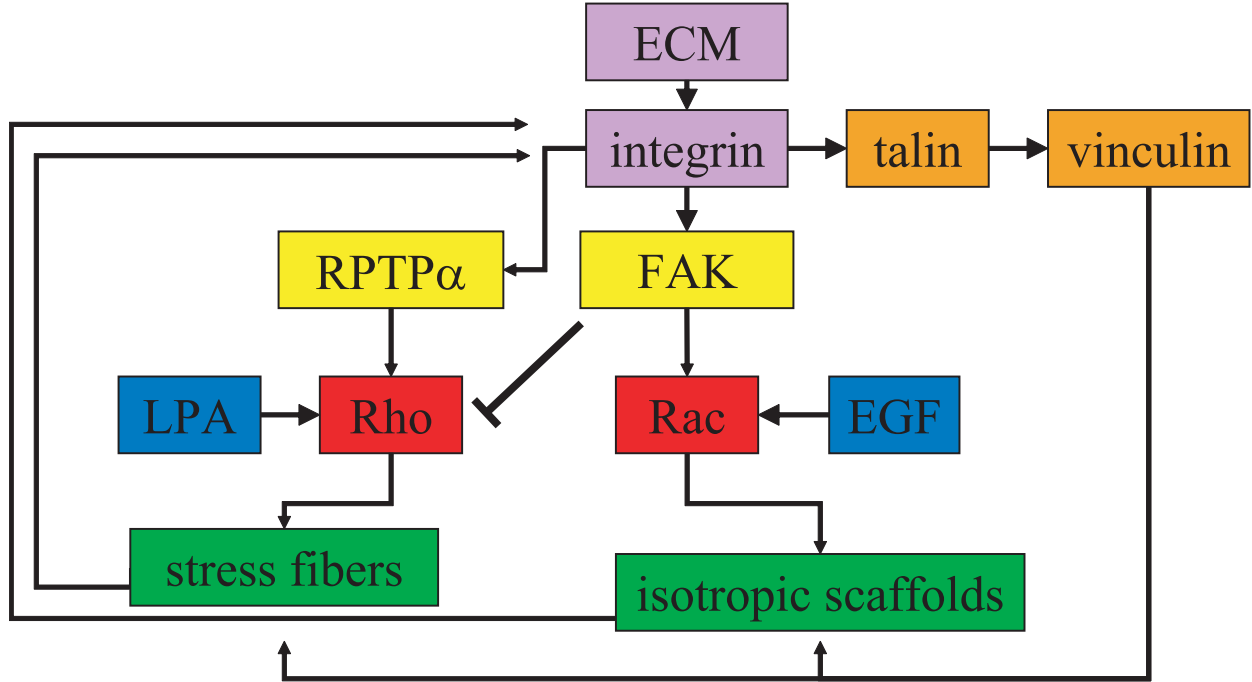 ECM
integrin
talin
vinculin
RPTPα
FAK
LPA
Rho
Rac
EGF
stress fibers
isotropic scaffolds